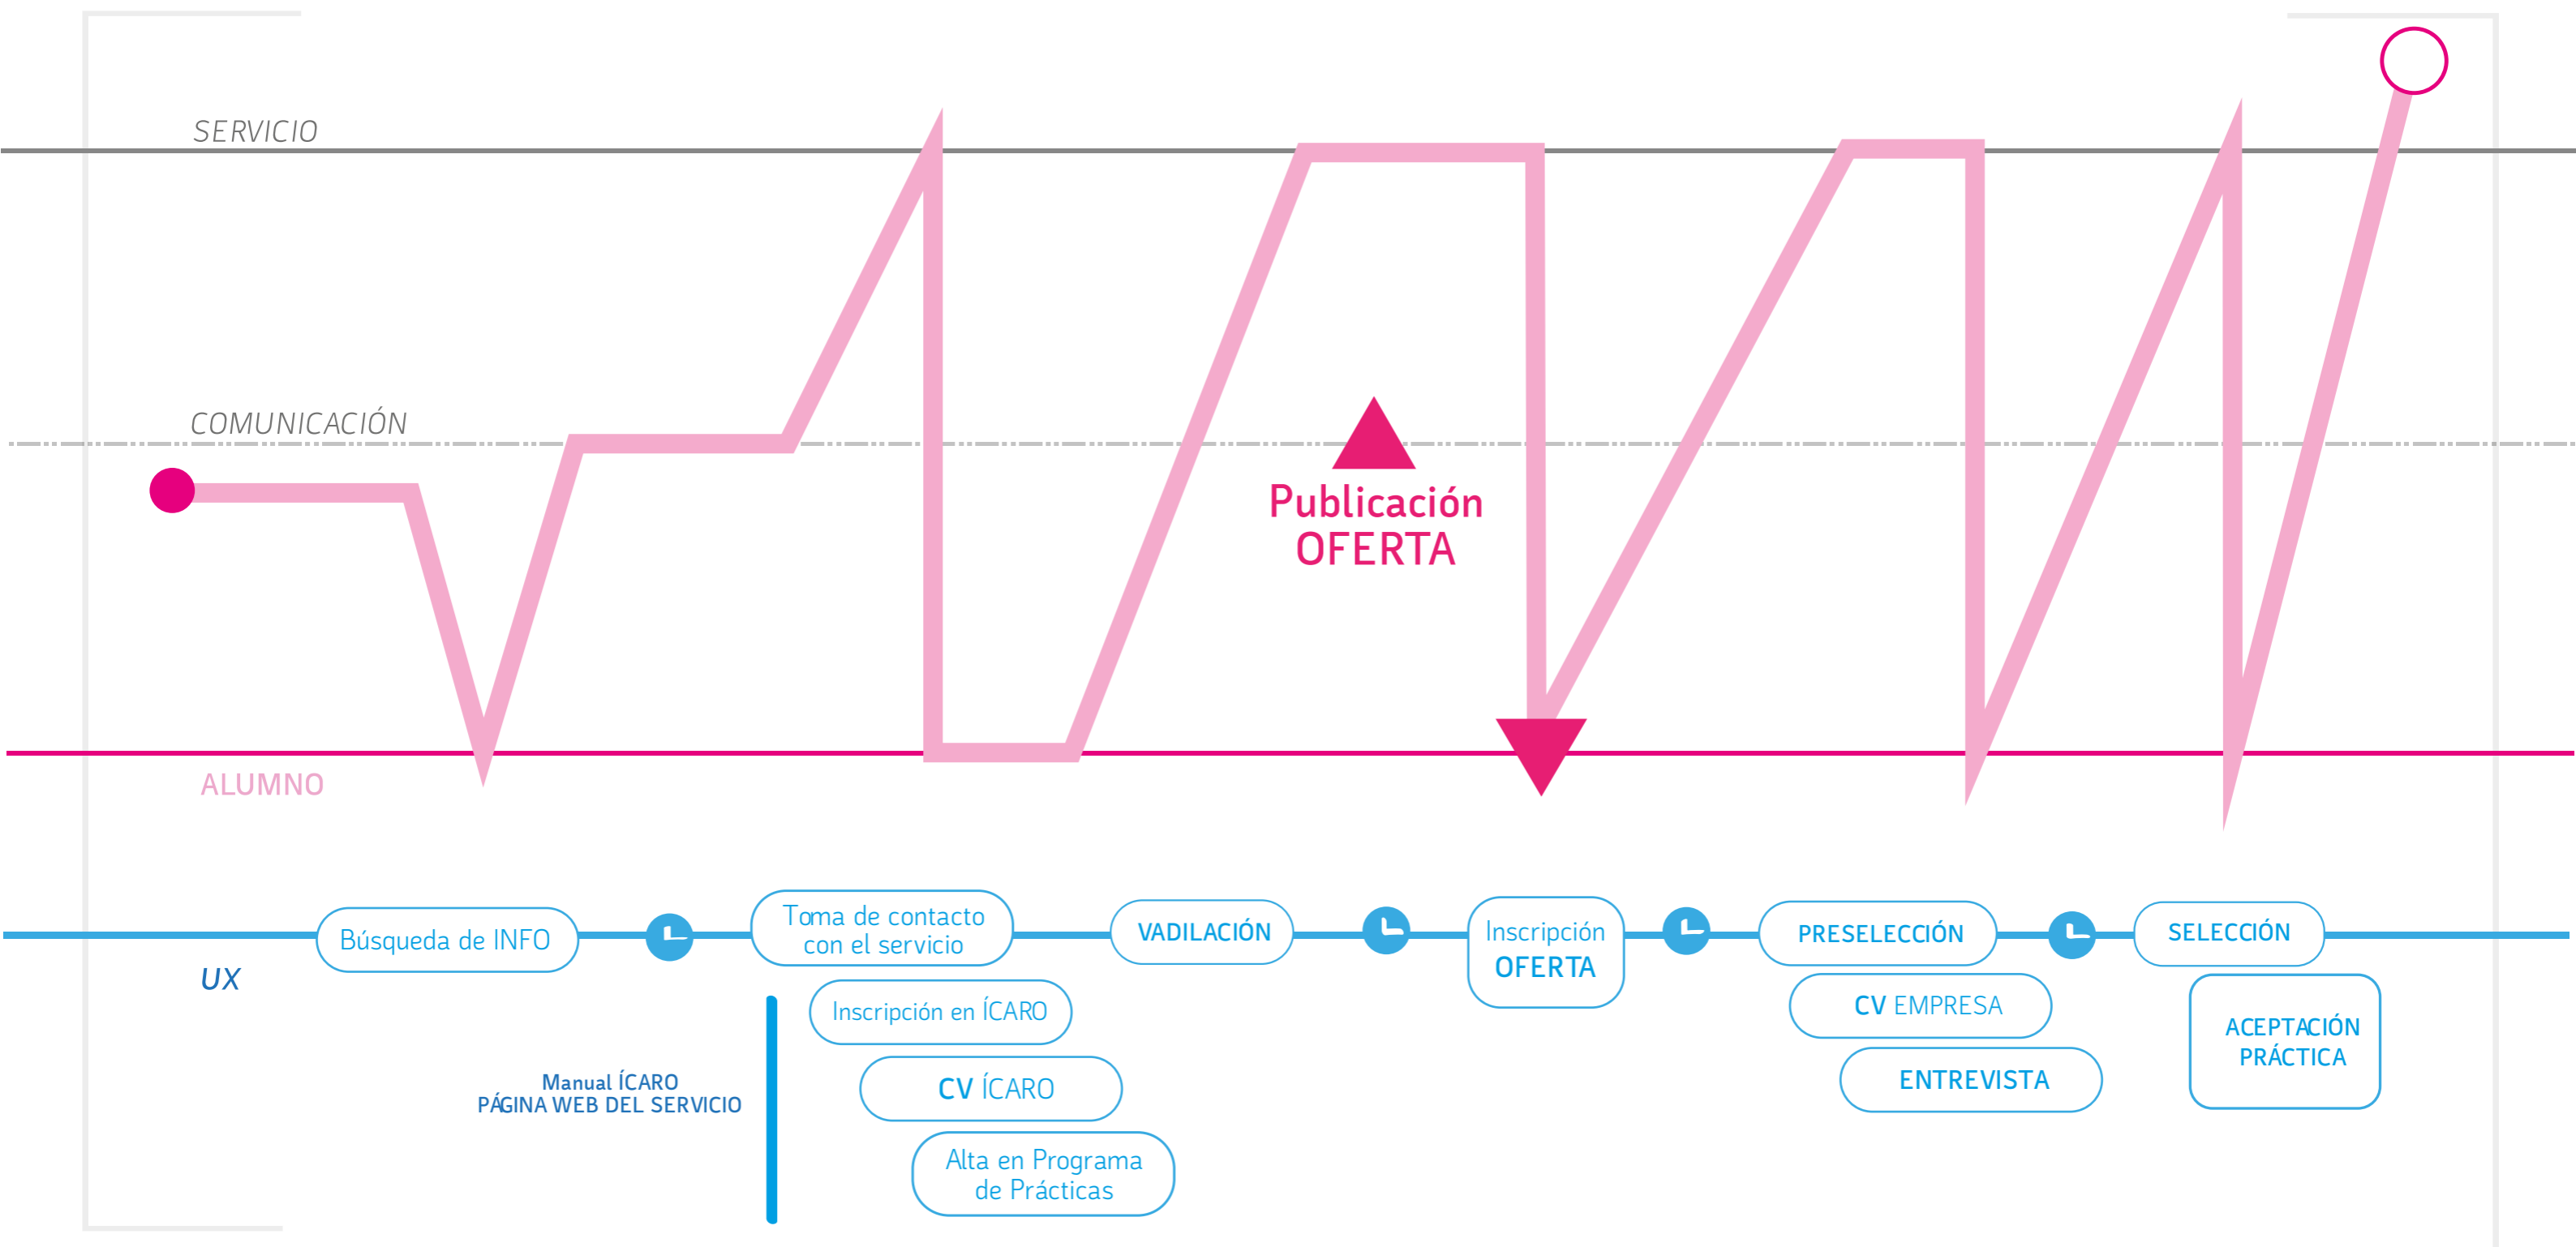 SERVICIO
COMUNICACIÓN
Publicación
OFERTA
ALUMNO
UX
Búsqueda de INFO
Toma de contacto
con el servicio
Inscripción en ÍCARO
CV ÍCARO
Alta en Programa
de Prácticas
Manual ÍCARO
PÁGINA WEB DEL SERVICIO
VADILACIÓN
Inscripción
OFERTA
PRESELECCIÓN
CV EMPRESA
ENTREVISTA
SELECCIÓN
ACEPTACIÓN
PRÁCTICA